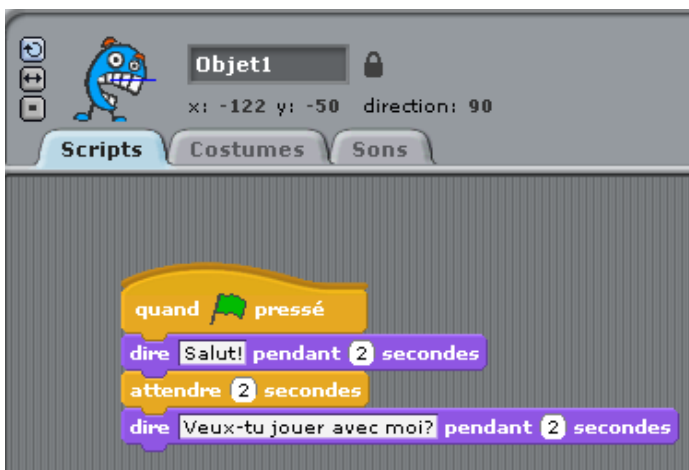 Objet1
x: -122 y: -50 direction: 90
Scripts Costumes Sons
quand pressé
dire Salut! pendant 2 secondes
attendre 2 secondes
dire Veux-tu jouer avec moi? pendant 2 secondes